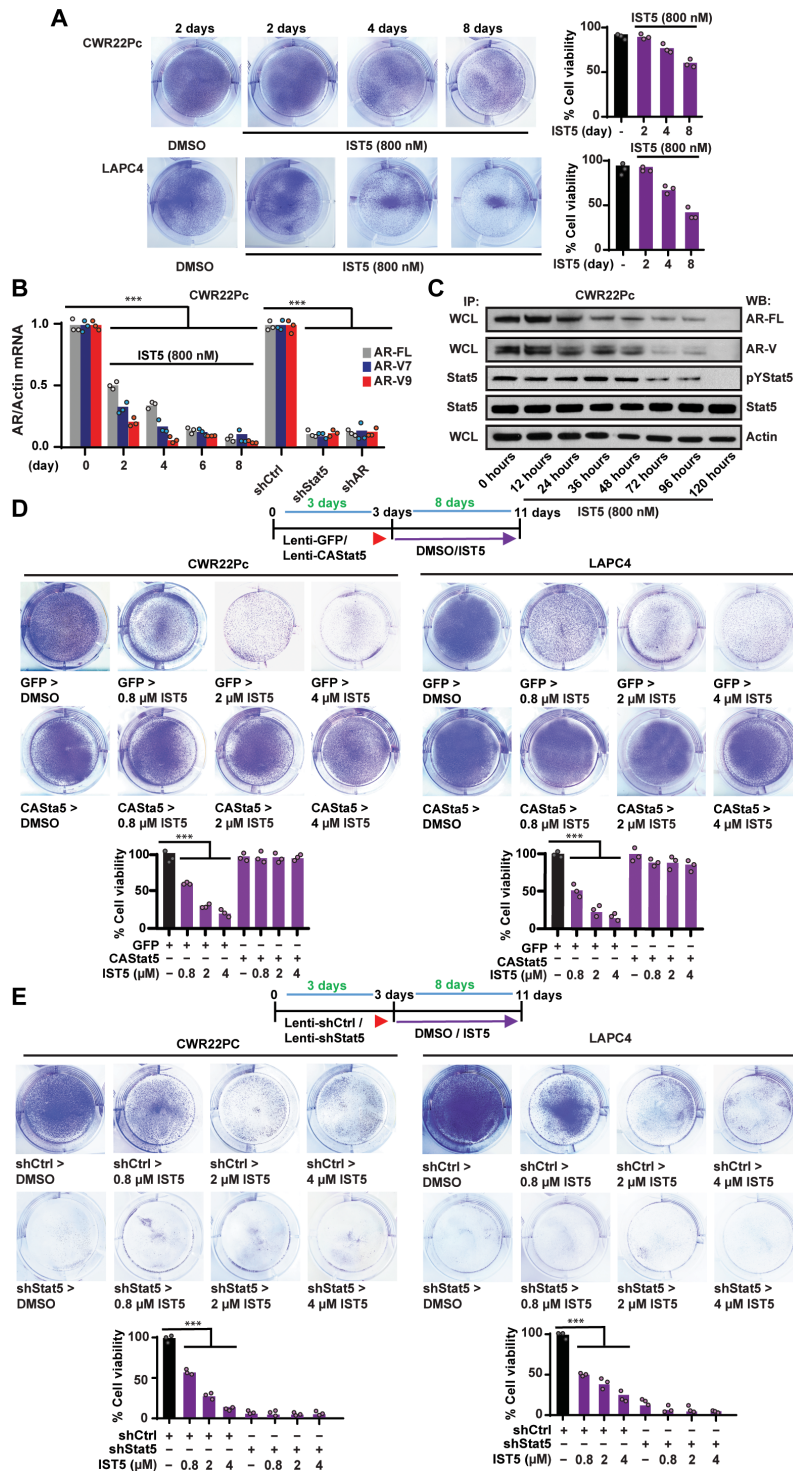 A
2 days 2 days 4 days 8 days
CWR22Pc
DMSO IST5 (800 nM)
LAPC4
DMSO IST5 (800 nM)
IST5 (800 nM)
% Cell viability
100
50
0
- 2 4 8
IST5 (day)
IST5 (800 nM)
% Cell viability
100
50
0
- 2 4 8
IST5 (day)
B
CWR22Pc
*** ***
AR/Actin mRNA
1.0
0.5
0.0
IST5 (800 nM)
AR-FL
AR-V7
AR-V9
(day) 0 2 4 6 8 shCtrl shStat5 shAR
C
CWR22Pc
IP: WB:
WCL AR-FL
WCL AR-V
Stat5 pYStat5
Stat5 Stat5
WCL Actin
0 hours 12 hours 24 hours 36 hours 48 hours 72 hours 96 hours 120 hours
IST5 (800 nM)
D
0 3 days 3 days 8 days 11 days
Lenti-GFP/
Lenti-CAStat5
DMSO/IST5
CWR22Pc
GFP > DMSO
GFP > 0.8 µM IST5
GFP > 2 µM IST5
GFP > 4 µM IST5
CASta5 > DMSO
CASta5 > 0.8 µM IST5
CASta5 > 2 µM IST5
CASta5 > 4 µM IST5
LAPC4
GFP > DMSO
GFP > 0.8 µM IST5
GFP > 2 µM IST5
GFP > 4 µM IST5
CASta5 > DMSO
CASta5 > 0.8 µM IST5
CASta5 > 2 µM IST5
CASta5 > 4 µM IST5
***
% Cell viability
100
50
0
GFP + + + + – – – –
CAStat5 – – – – + + + +
IST5 (µM) – 0.8 2 4 – 0.8 2 4
***
% Cell viability
100
50
0
GFP + + + + – – – –
CAStat5 – – – – + + + +
IST5 (µM) – 0.8 2 4 – 0.8 2 4
E
0 3 days 3 days 8 days 11 days
Lenti-shCtrl /
Lenti-shStat5
DMSO / IST5
CWR22PC
shCtrl > DMSO
shCtrl > 0.8 µM IST5
shCtrl > 2 µM IST5
shCtrl > 4 µM IST5
shStat5 > DMSO
shStat5 > 0.8 µM IST5
shStat5 > 2 µM IST5
shStat5 > 4 µM IST5
LAPC4
shCtrl > DMSO
shCtrl > 0.8 µM IST5
shCtrl > 2 µM IST5
shCtrl > 4 µM IST5
shStat5 > DMSO
shStat5 > 0.8 µM IST5
shStat5 > 2 µM IST5
shStat5 > 4 µM IST5
***
% Cell viability
100
50
0
shCtrl + + + + – – – –
shStat5 – – – – + + + +
IST5 (µM) – 0.8 2 4 – 0.8 2 4
***
% Cell viability
100
50
0
shCtrl + + + + – – – –
shStat5 – – – – + + + +
IST5 (µM) – 0.8 2 4 – 0.8 2 4